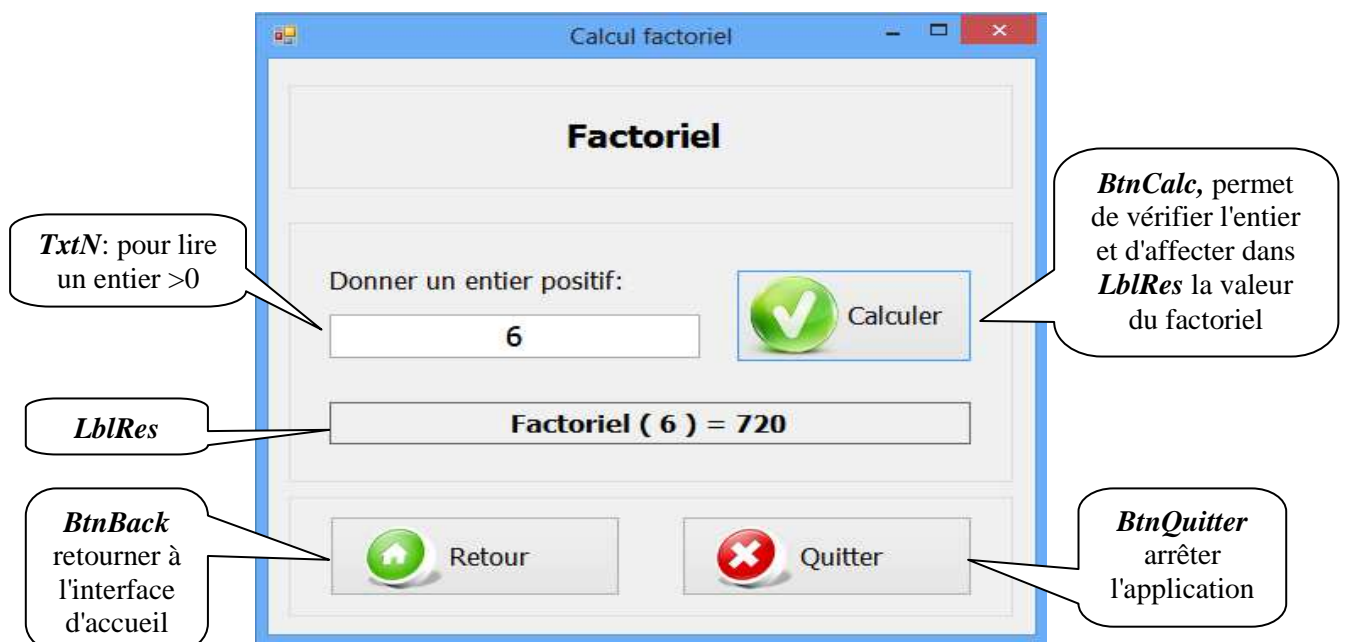 Calcul factoriel
Factoriel
TxtN: pour lire
un entier >0
Donner un entier positif:
6
Calculer
BtnCalc, permet
de vérifier l'entier
et d'affecter dans
LblRes la valeur
du factoriel
LblRes
Factoriel ( 6 ) = 720
BtnBack
retourner à
l'interface
d'accueil
Retour
Quitter
BtnQuitter
arrêter
l'application